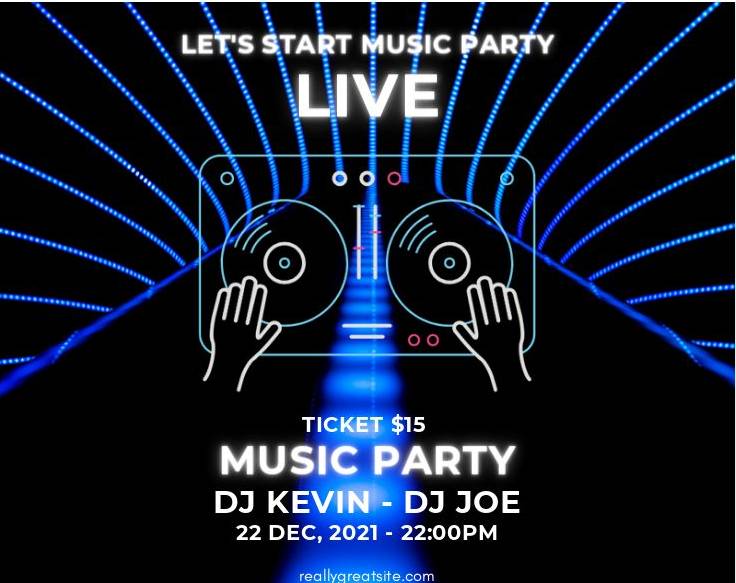 LET'S START MUSIC PARTY
LIVE
TICKET $15
MUSIC PARTY
DJ KEVIN - DJ JOE
22 DEC, 2021 - 22:00PM
reallygreatsite.com